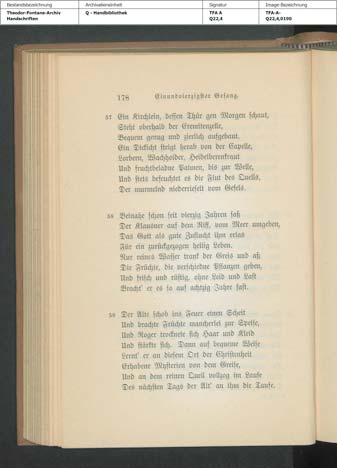 Bestandsbezeichnung
Archivalieneinheit
Signatur
Image-Bezeichnung
Theodor-Fontane-Archiv
Handschriften
Q - Handbibliothek
TFA A
Q22,4
TFA-A-
Q22,4,0190
178 Einundvierzigster Gesang.
57 Ein Kirchlein, dessen Thür gen Morgen schaut,
Steht oberhalb der Eremitenzelle,
Bequem genug und zierlich aufgebaut.
Ein Dickicht steigt herab von der Capelle,
Lorbern, Wachholder, Heidelbeerenkraut
Und fruchtbeladne Palmen, bis zur Welle,
Und stets befeuchtet es die Flut des Quells,
Der murmelnd niederrieselt vom Gefels.
58 Beinahe schon seit vierzig Jahren saß
Der Klausner auf dem Riff, vom Meer umgeben,
Das Gott als gute Zuflucht ihm erlas
Für ein zurückgezogen heilig Leben.
Nur reines Wasser trank der Greis und aß
Die Früchte, die verschiedne Pflanzen geben,
Und frisch und rüstig, ohne Leid und Last
Bracht' er es so auf achtzig Jahre fast.
59 Der Alte schob ins Feuer einen Scheit
Und brachte Früchte mancherlei zur Speise,
Und Roger trocknete sich Haar und Kleid
Und stärkte sich. Dann auf bequeme Weise
Lernt' er an diesem Ort der Christenheit
Erhabene Mysterien von dem Greise,
Und an dem reinen Quell vollzog im Laufe
Des nächsten Tags der Alt' an ihm die Taufe.